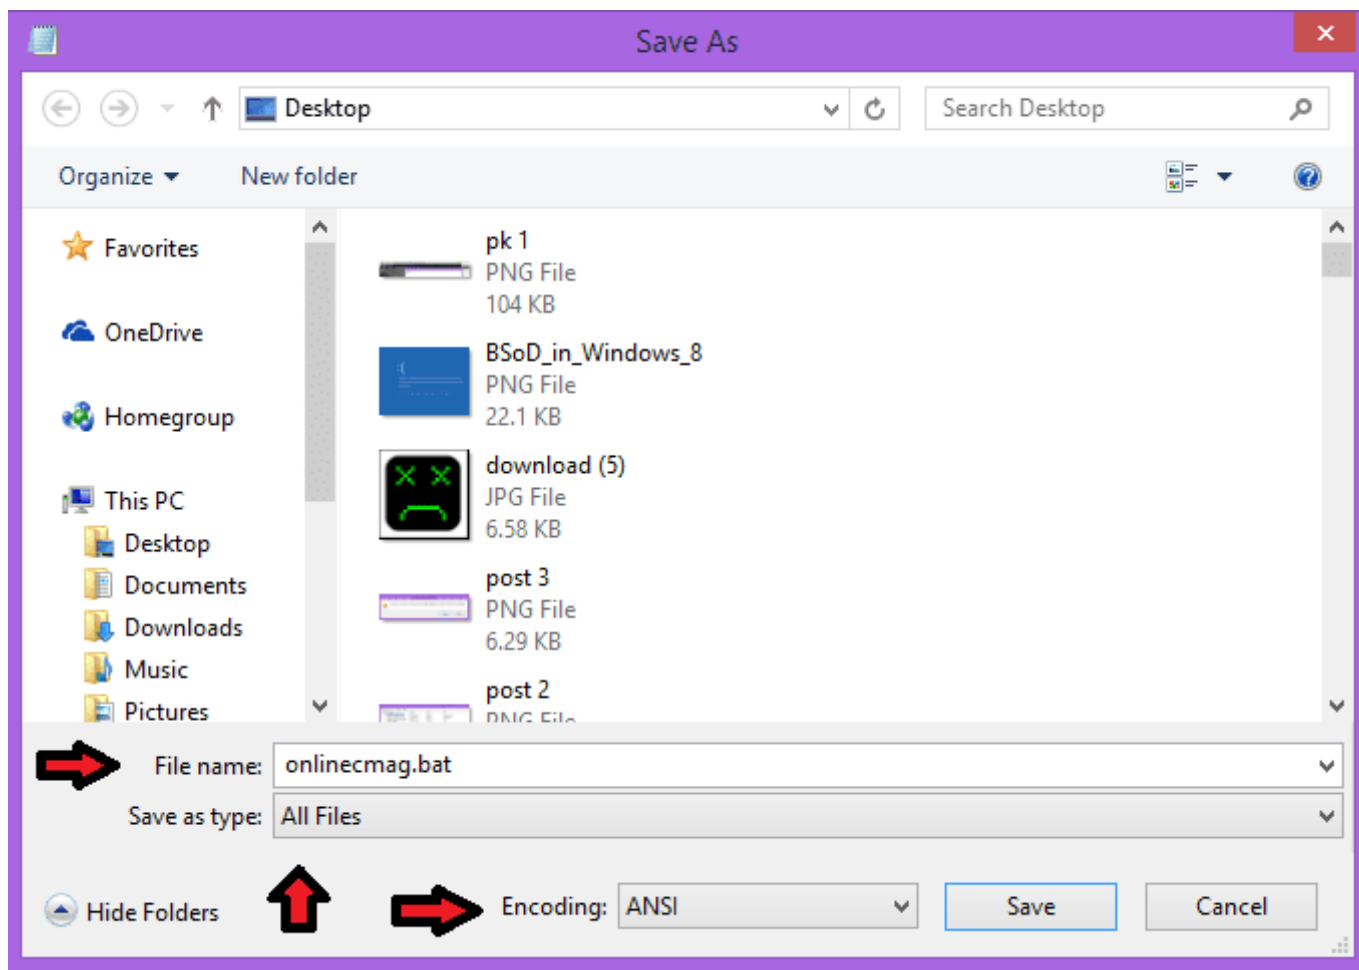 Save As
Desktop
Search Desktop
Organize
New folder
Favorites
OneDrive
Homegroup
This PC
Desktop
Documents
Downloads
Music
Pictures
pk 1
PNG File
104 KB
BSoD_in_Windows_8
PNG File
22.1 KB
download (5)
JPG File
6.58 KB
post 3
PNG File
6.29 KB
post 2
PNG File
File name: onlinecmag.bat
Save as type: All Files
Hide Folders
Encoding: ANSI
Save
Cancel